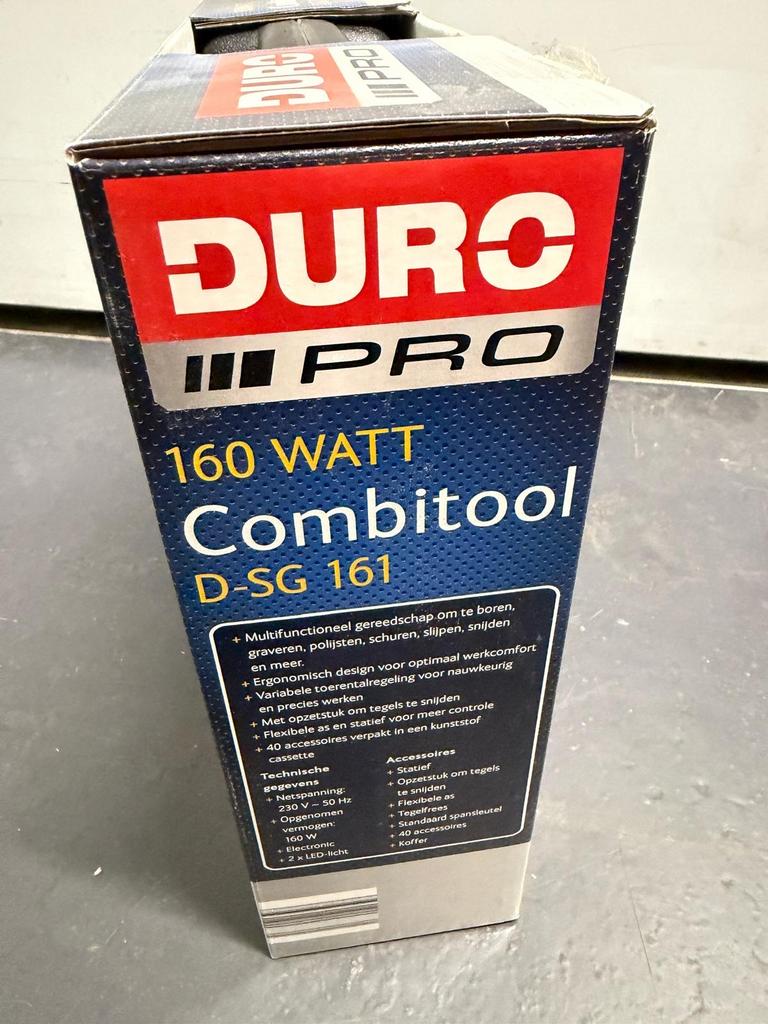 DURO
PRO
DURO
PRO
160 WATT
Combitool
D-SG 161
+ Multifunctioneel gereedschap om te boren,
graveren, polijsten, schuren, slijpen, snijden
en meer.
+ Ergonomisch design voor optimaal werkcomfort
+ Variabele toerentalregeling voor nauwkeurig
en precies werken
+ Met opzetstuk om tegels te snijden
+ Flexibele as en statief voor meer controle
+ 40 accessoires verpakt in een kunststof
cassette
Technische
gegevens
+ Netspanning:
230 V ~ 50 Hz
+ Opgenomen
vermogen:
160 W
+ Electronic
+ 2 x LED-licht
Accessoires
+ Statief
+ Opzetstuk om tegels
te snijden
+ Flexibele as
+ Tegelfrees
+ Standaard spansleutel
+ 40 accessoires
+ Koffer